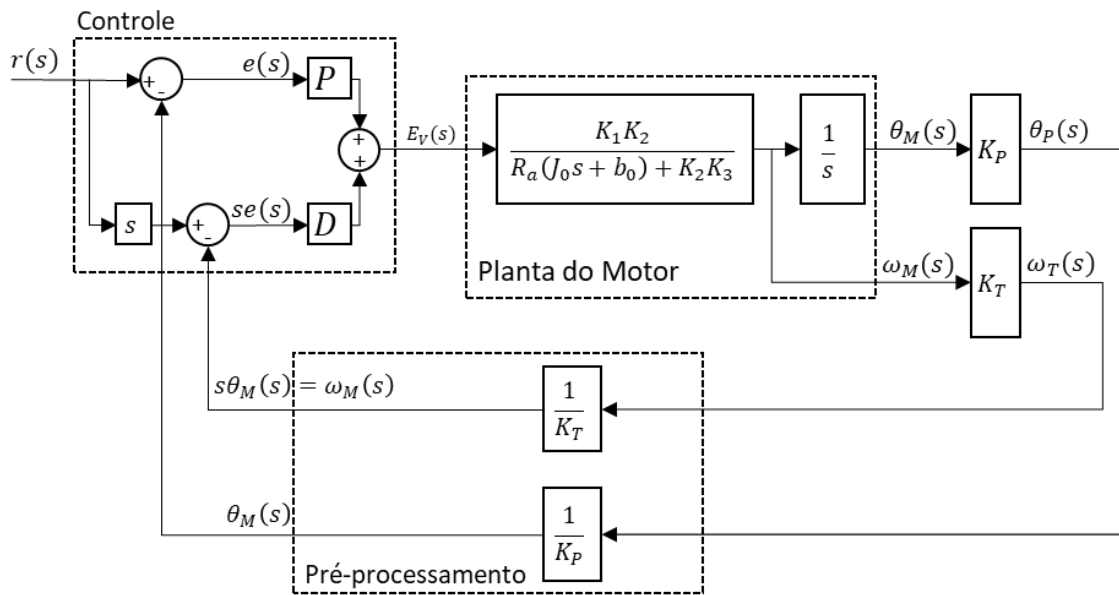 Controle
r(s)
+
-
e(s)
P
+
+
E_V(s)
s
+
-
se(s)
D
K_1K_2
R_a(J_0s + b_0) + K_2K_3
1
s
θ_M(s)
K_P
θ_P(s)
Planta do Motor
ω_M(s)
K_T
ω_T(s)
sθ_M(s) = ω_M(s)
1
K_T
θ_M(s)
1
K_P
Pré-processamento